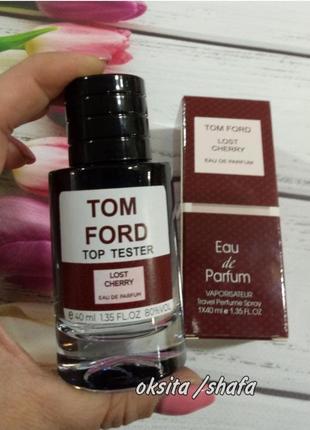 TOM
FORD
TOP TESTER
LOST
CHERRY
EAU DE PARFUM
e 40 ml 1.35 FL.OZ 80%VOL
TOM FORD
LOST
CHERRY
EAU DE PARFUM
Eau
de
Parfum
VAPORISATEUR
Travel Perfume Spray
1X40 ml e 1.35 FL.OZ
oksita /shafa